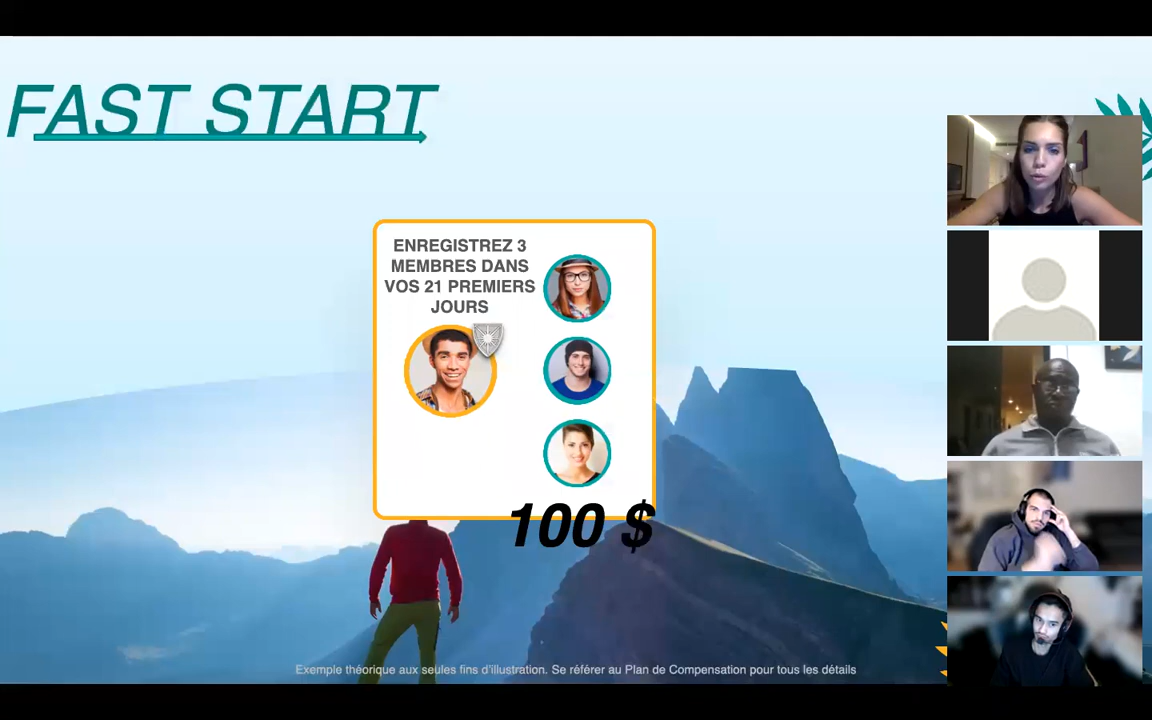 FAST START
ENREGISTREZ 3
MEMBRES DANS
VOS 21 PREMIERS
JOURS
100 $
Exemple théorique aux seules fins d'illustration. Se référer au Plan de Compensation pour tous les détails